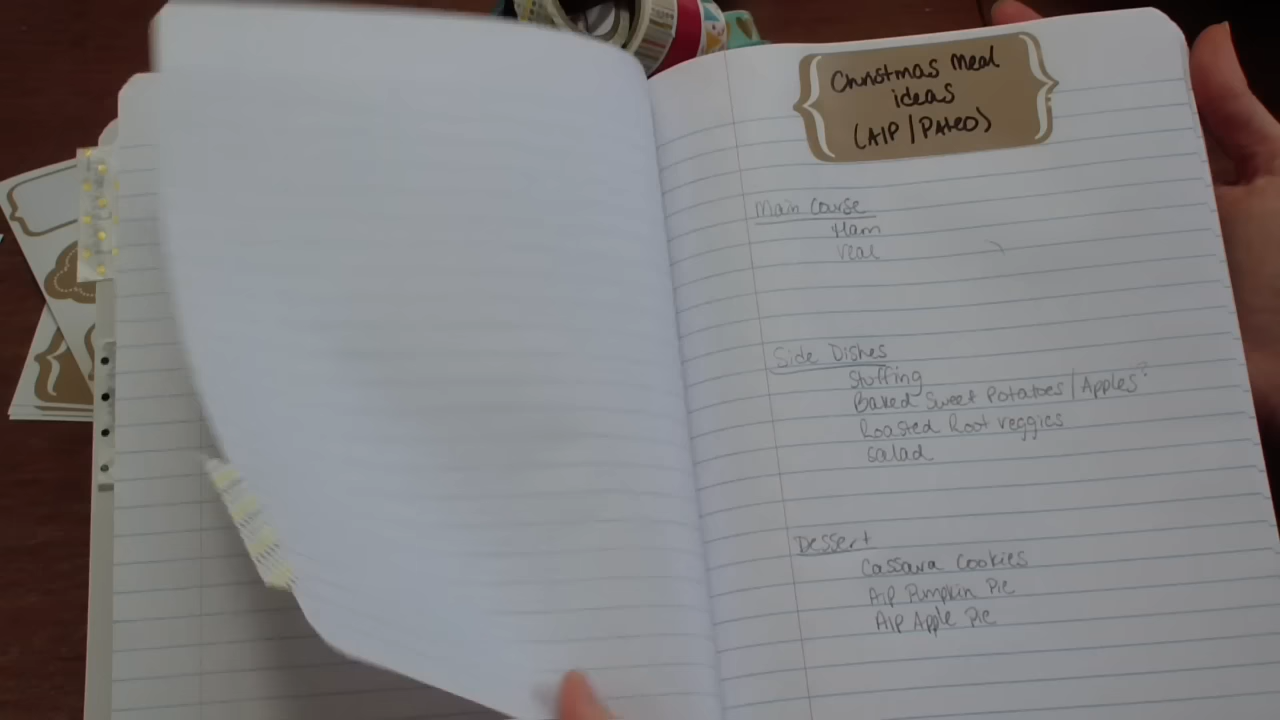 Christmas Meal
ideas
(AIP/Paleo)
Main Course
Ham
Veal
Side Dishes
Stuffing
Baked Sweet Potatoes/Apples?
Roasted Root veggies
salad
Dessert
Cassava Cookies
AIP Pumpkin Pie
AIP Apple Pie